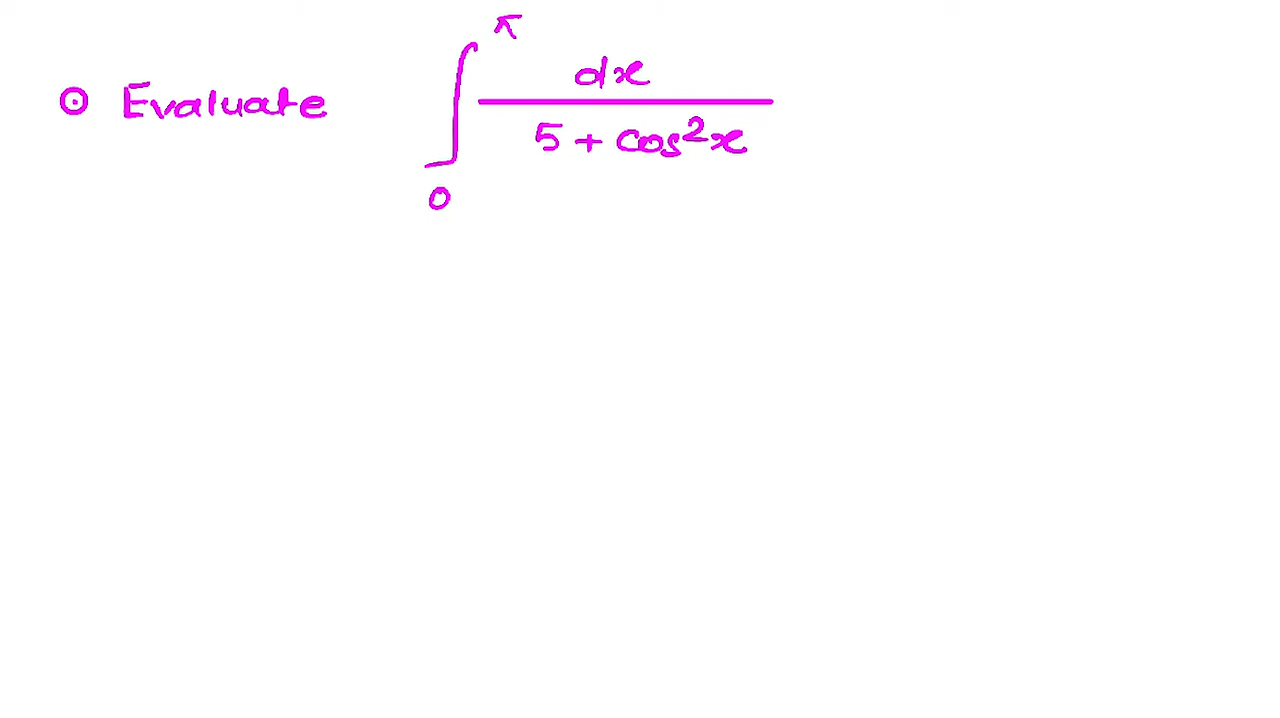 ⊙ Evaluate ∫₀^π dx / (5 + cos²x)